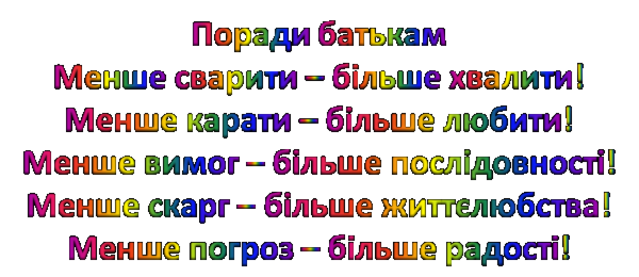 Поради батькам
Менше сварити – більше хвалити!
Менше карати – більше любити!
Менше вимог – більше послідовності!
Менше скарг – більше життєлюбства!
Менше погроз – більше радості!